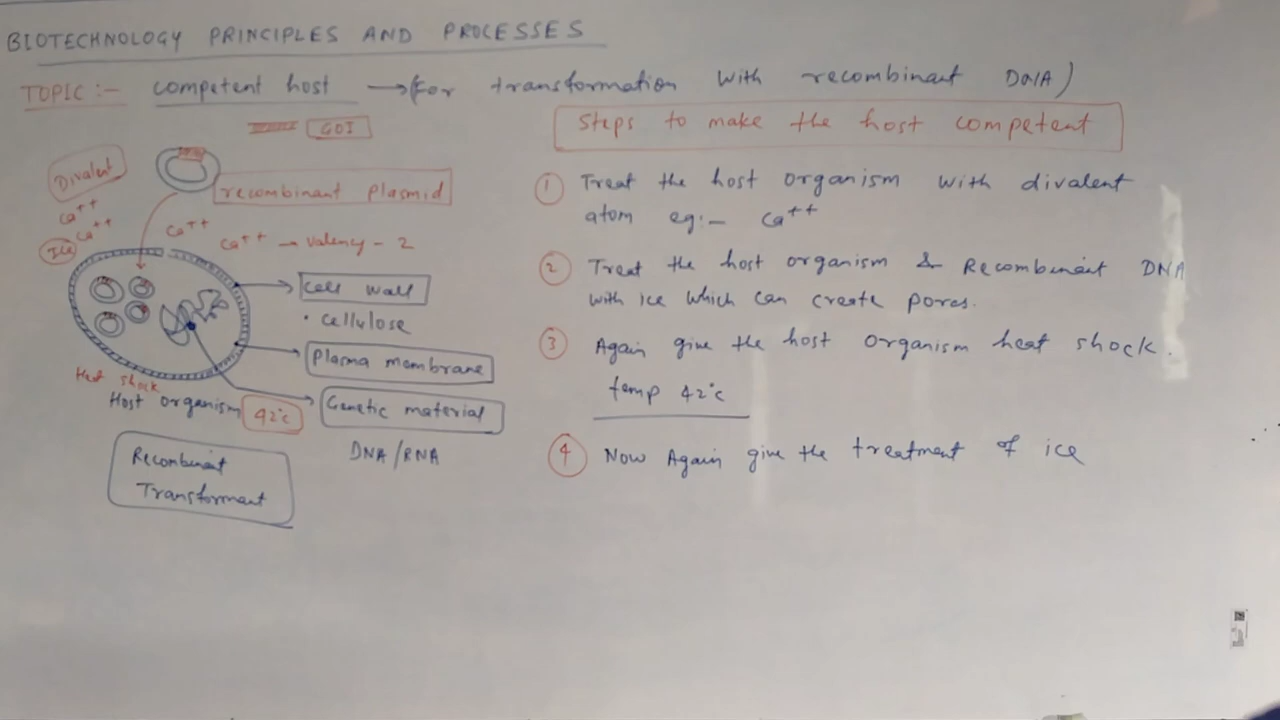 BIOTECHNOLOGY PRINCIPLES AND PROCESSES
TOPIC :- competent host → (For transformation with recombinant DNA)
GOI
recombinant plasmid
Divalent
Ca++
Ca++
Ice
Ca++
Ca++ → valency - 2
Cell wall
• cellulose
Plasma membrane
Genetic material
DNA/RNA
Heat shock
Host organism
42°c
Recombinant
Transformant
Steps to make the host competent
① Treat the host organism with divalent
atom eg:- Ca++
② Treat the host organism & Recombinant DNA
with ice which can create pores.
③ Again give the host organism heat shock.
temp 42°c
④ Now Again give the treatment of ice